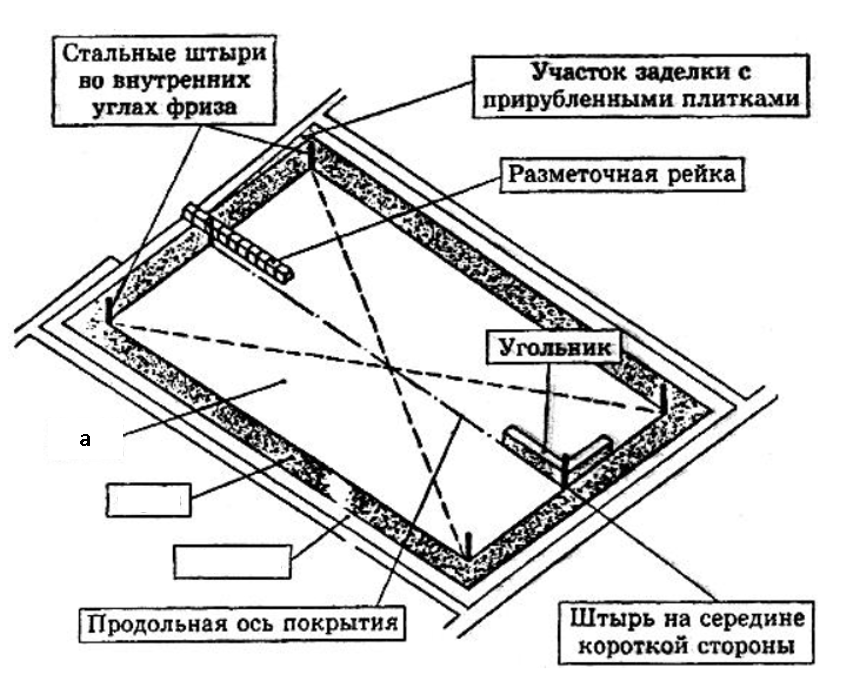 Стальные штыри
во внутренних
углах фриза
Участок заделки с
прирубленными плитками
Разметочная рейка
Угольник
а
Продольная ось покрытия
Штырь на середине
короткой стороны